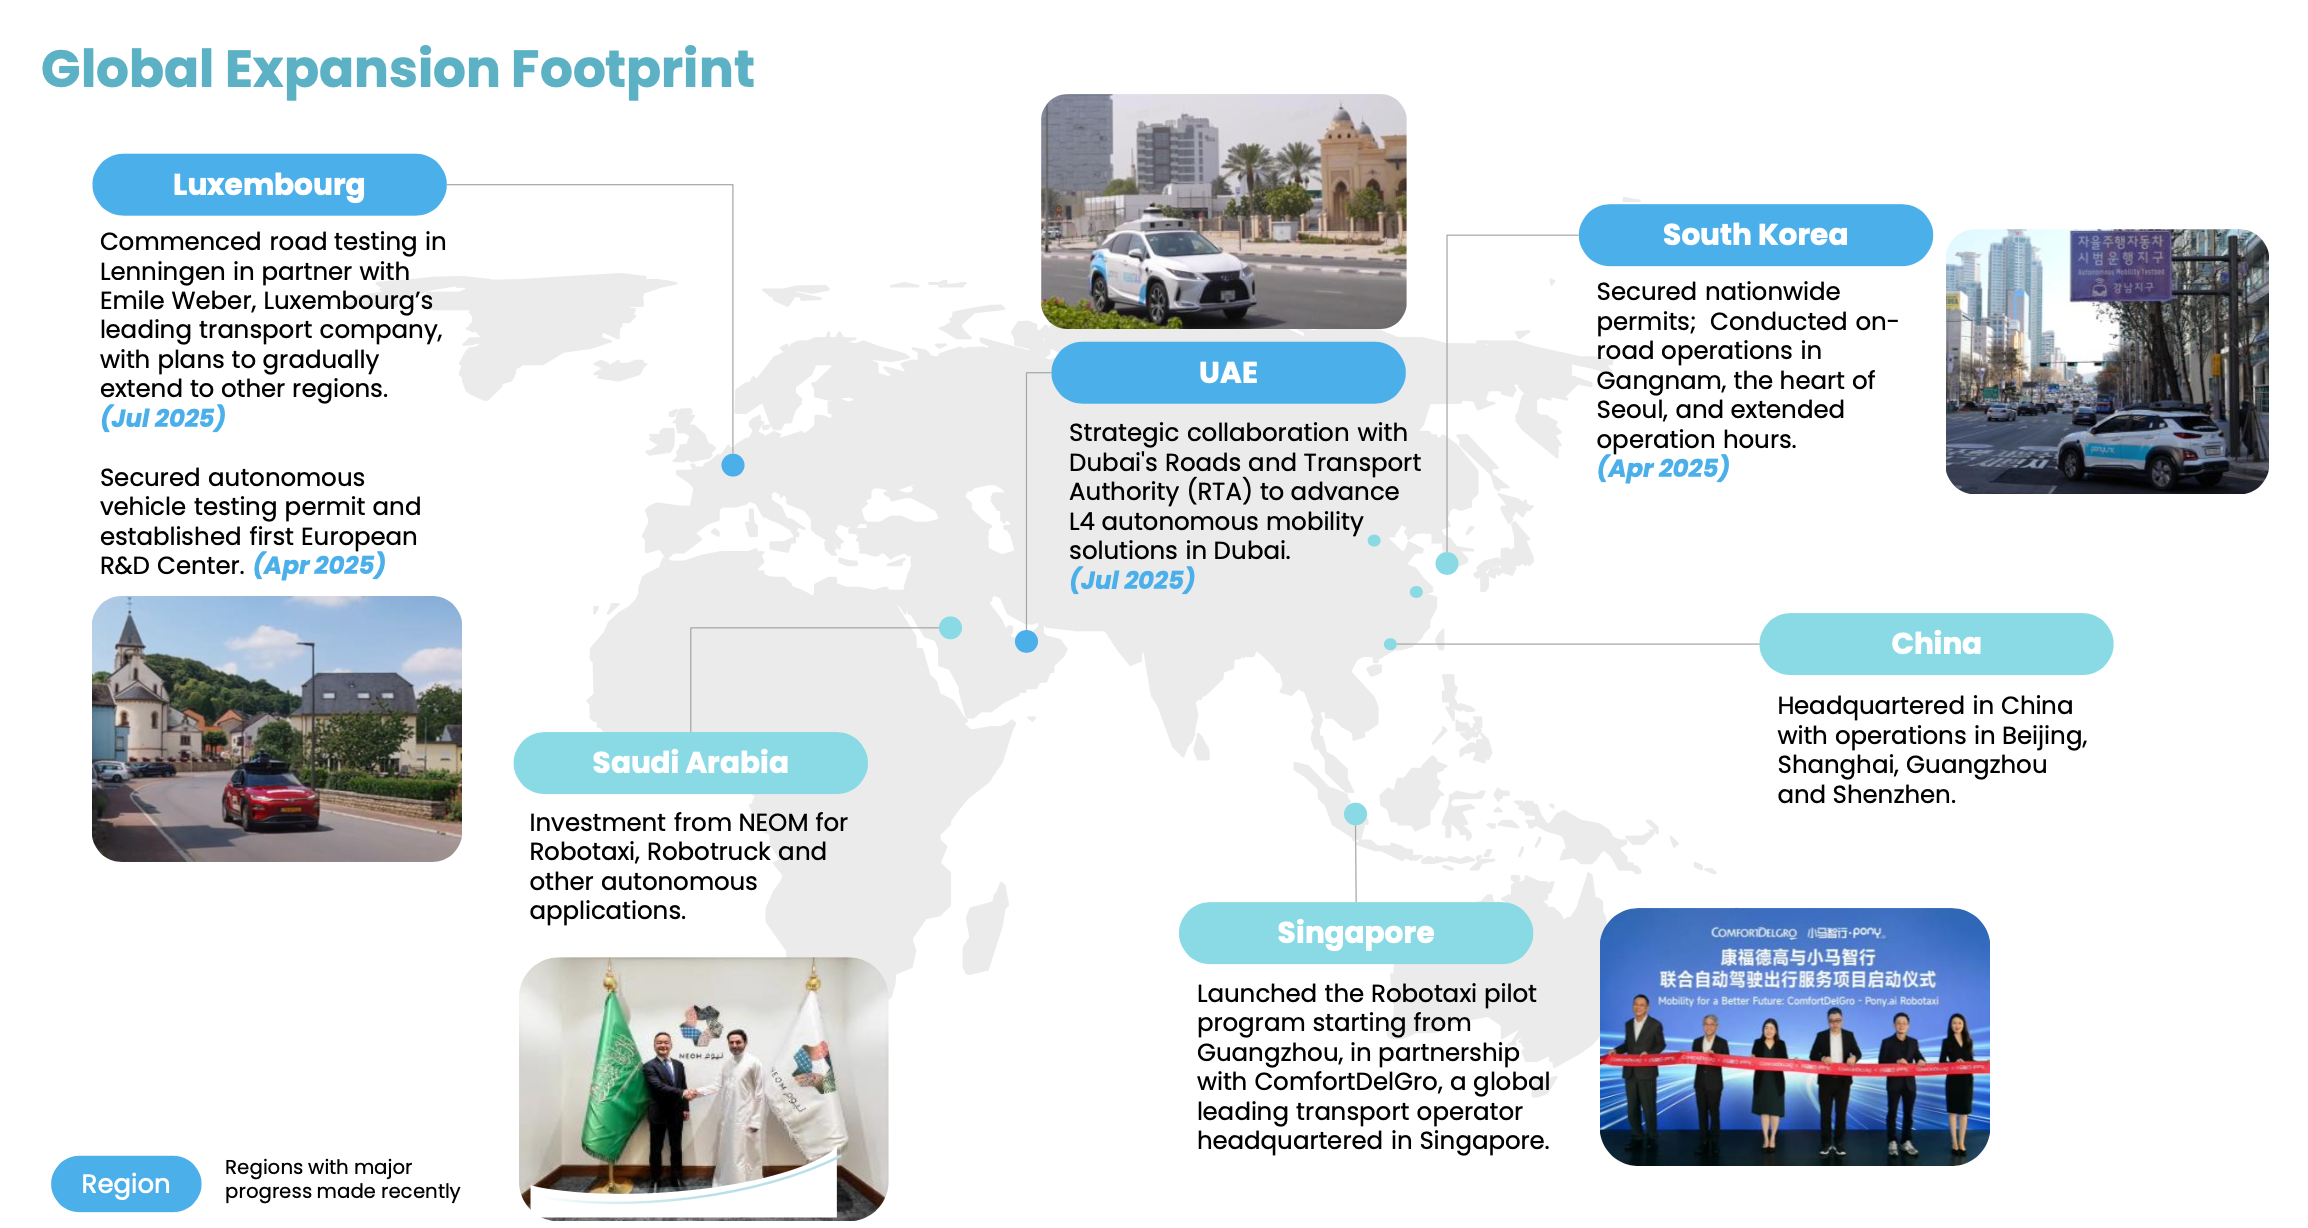 Global Expansion Footprint
Luxembourg
Commenced road testing in
Lenningen in partner with
Emile Weber, Luxembourg’s
leading transport company,
with plans to gradually
extend to other regions.
(Jul 2025)
Secured autonomous
vehicle testing permit and
established first European
R&D Center. (Apr 2025)
UAE
Strategic collaboration with
Dubai's Roads and Transport
Authority (RTA) to advance
L4 autonomous mobility
solutions in Dubai.
(Jul 2025)
South Korea
Secured nationwide
permits; Conducted on-
road operations in
Gangnam, the heart of
Seoul, and extended
operation hours.
(Apr 2025)
자율주행자동차
시범운행지구
Autonomous Mobility Testbed
강남지구
pony.ai
China
Headquartered in China
with operations in Beijing,
Shanghai, Guangzhou
and Shenzhen.
Saudi Arabia
Investment from NEOM for
Robotaxi, Robotruck and
other autonomous
applications.
NEOM نيوم
NEOM نيوم
Singapore
Launched the Robotaxi pilot
program starting from
Guangzhou, in partnership
with ComfortDelGro, a global
leading transport operator
headquartered in Singapore.
COMFORTDELGRO 小马智行·pony.ai
康福德高与小马智行
联合自动驾驶出行服务项目启动仪式
Mobility for a Better Future: ComfortDelGro - Pony.ai Robotaxi
Region
Regions with major
progress made recently